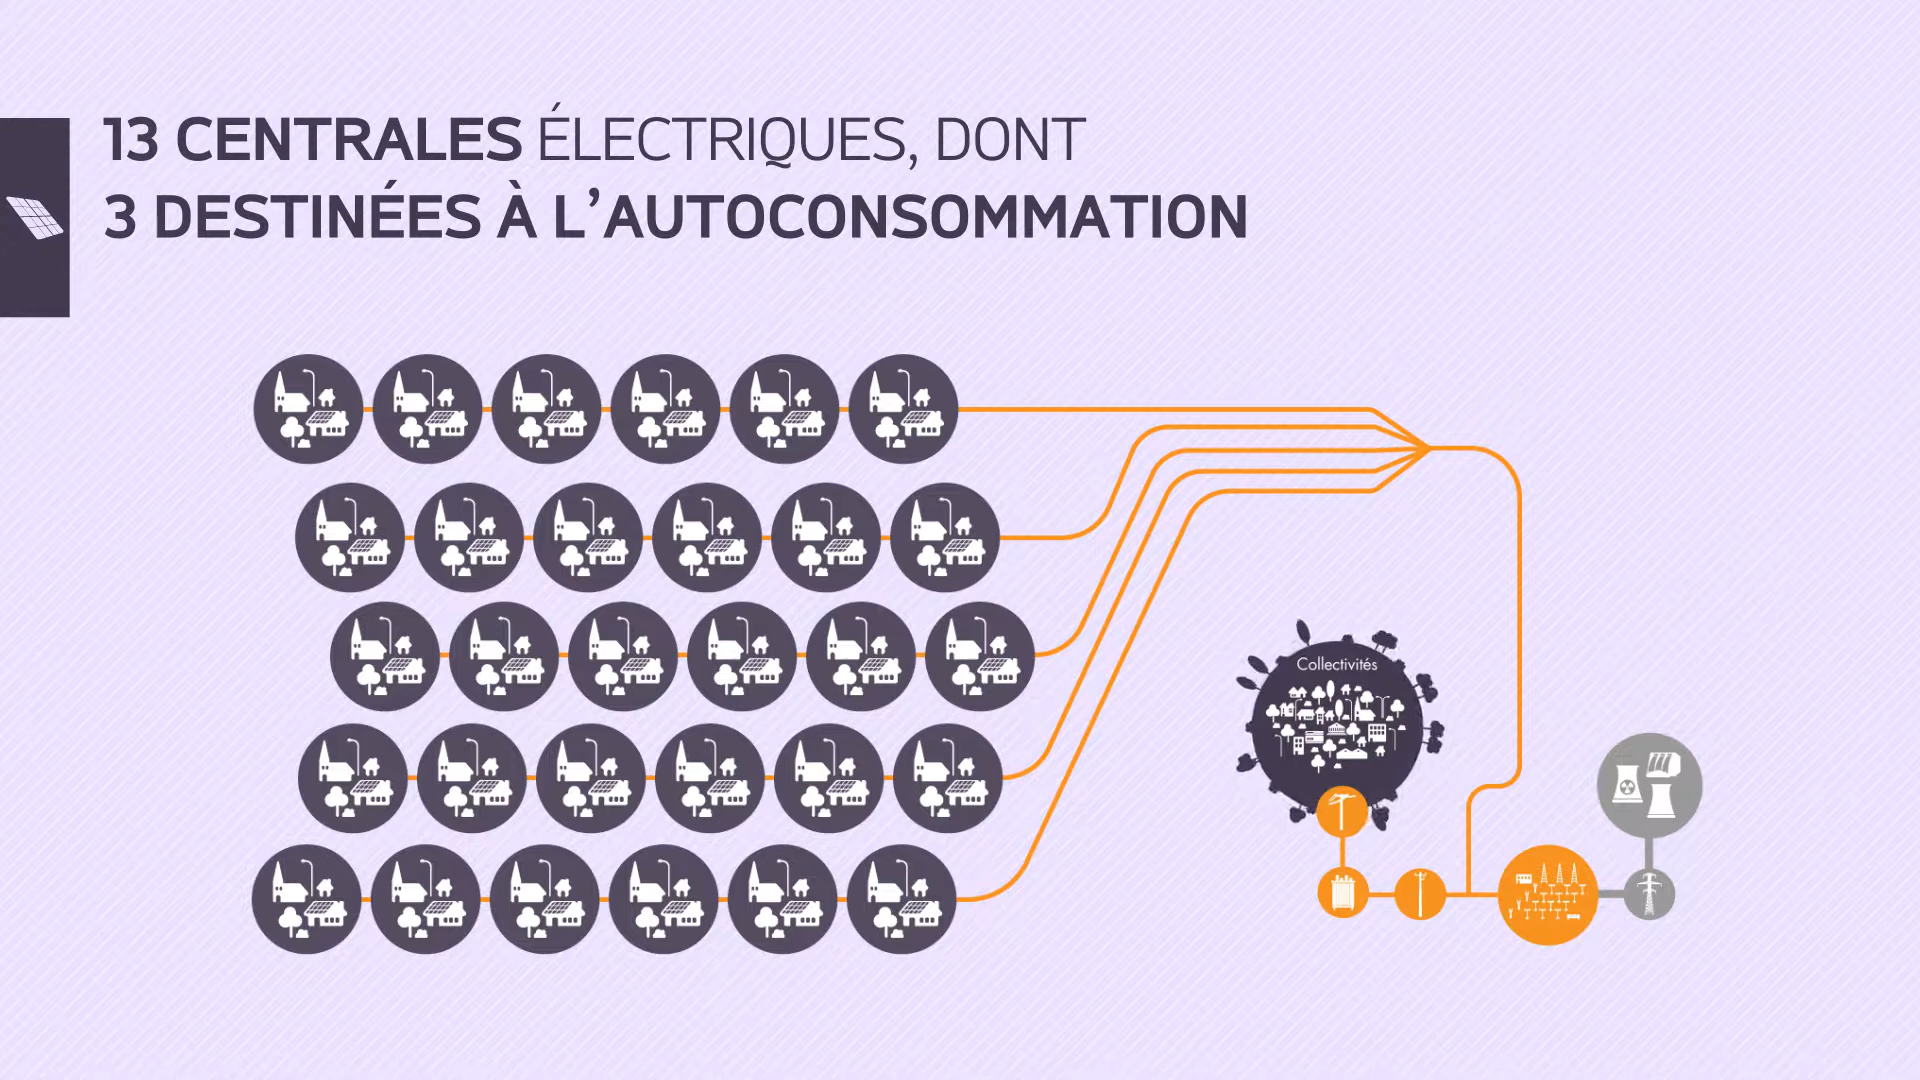 13 CENTRALES ÉLECTRIQUES, DONT
3 DESTINÉES À L’AUTOCONSOMMATION
Collectivités